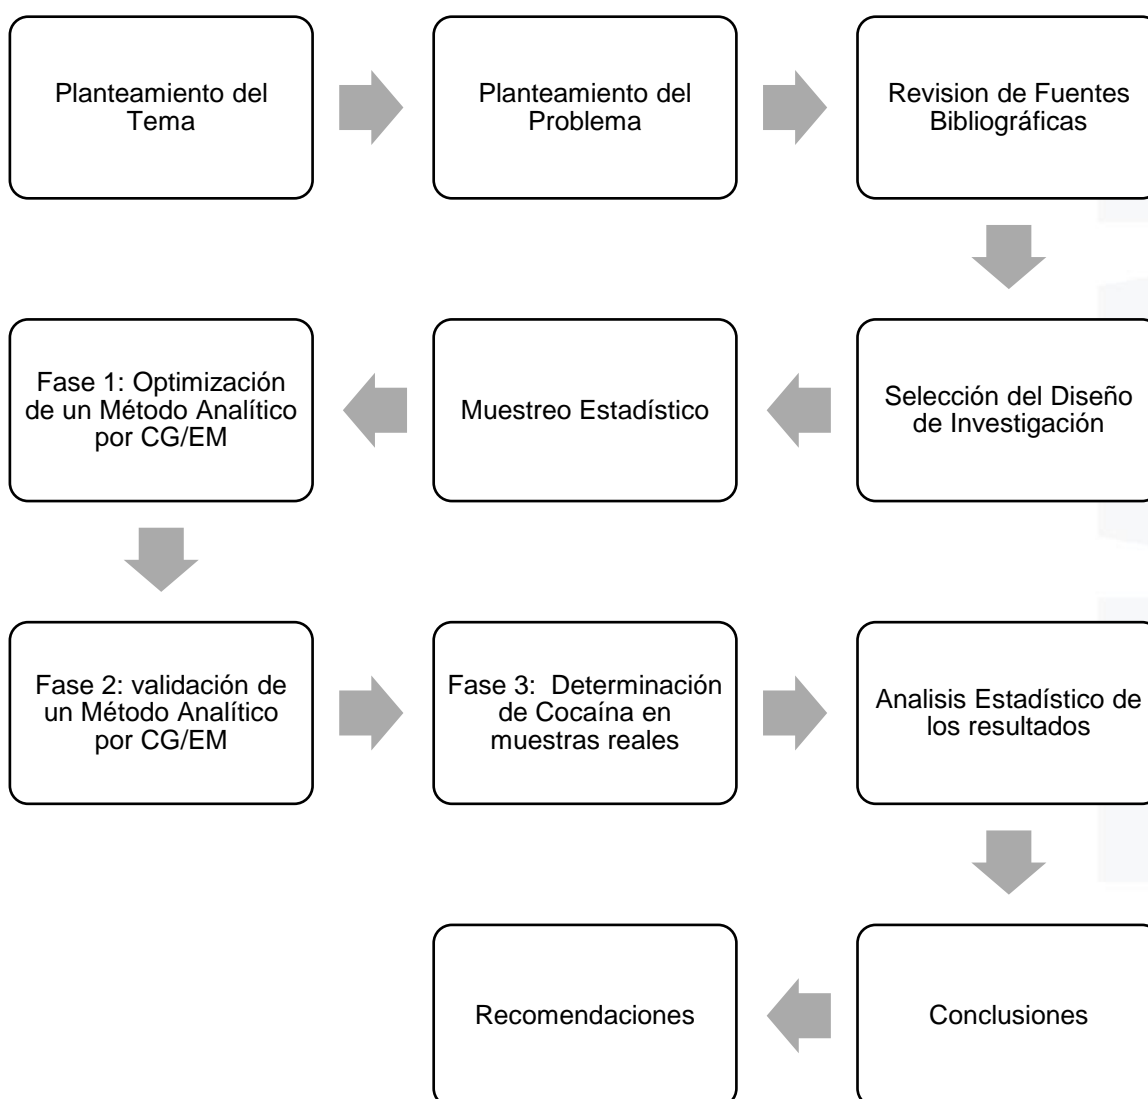 Planteamiento del
Tema
Planteamiento del
Problema
Revision de Fuentes
Bibliográficas
Selección del Diseño
de Investigación
Muestreo Estadístico
Fase 1: Optimización
de un Método Analítico
por CG/EM
Fase 2: validación de
un Método Analítico
por CG/EM
Fase 3:  Determinación
de Cocaína en
muestras reales
Analisis Estadístico de
los resultados
Conclusiones
Recomendaciones